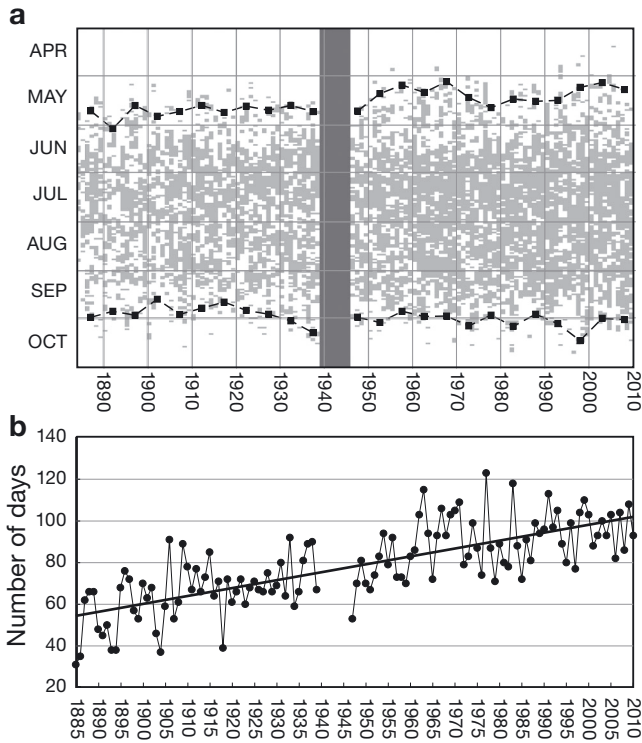 a
APR
MAY
JUN
JUL
AUG
SEP
OCT
1890 1900 1910 1920 1930 1940 1950 1960 1970 1980 1990 2000 2010
b
Number of days
140
120
100
80
60
40
20
1885 1890 1895 1900 1905 1910 1915 1920 1925 1930 1935 1940 1945 1950 1955 1960 1965 1970 1975 1980 1985 1990 1995 2000 2005 2010